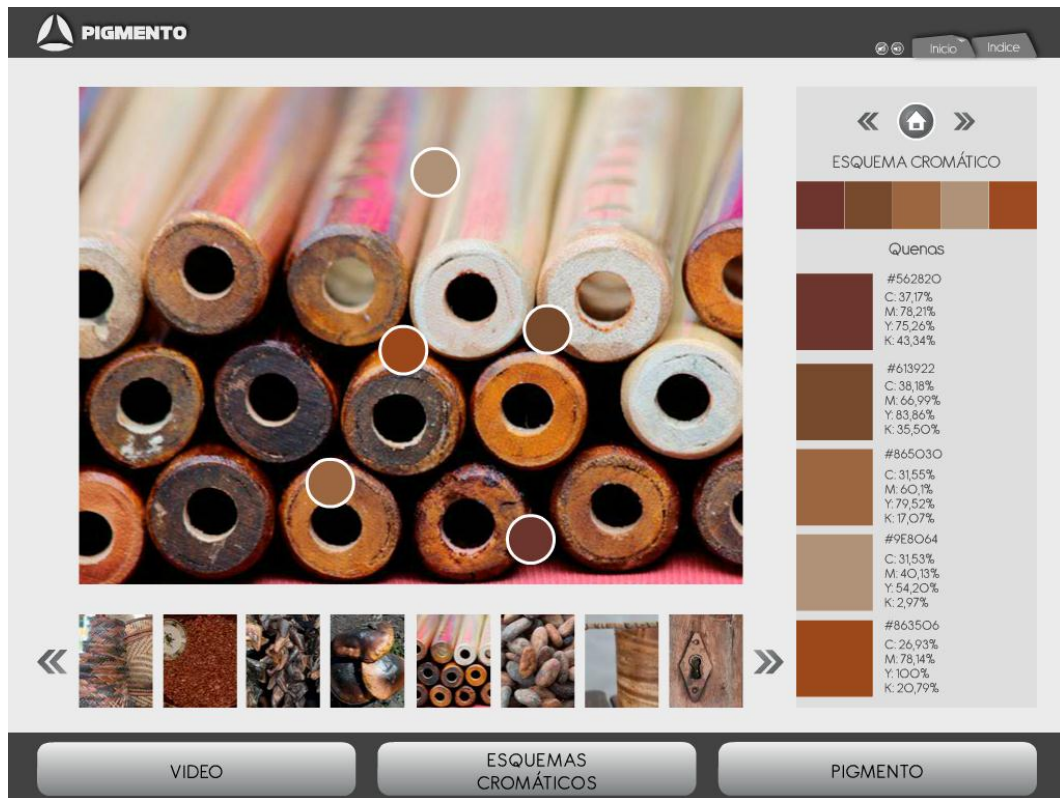 PIGMENTO
Inicio
Indice
ESQUEMA CROMÁTICO
Quenas
#562820
C: 37,17%
M: 78,21%
Y: 75,26%
K: 43,34%
#613922
C: 38,18%
M: 66,99%
Y: 83,86%
K: 35,50%
#865030
C: 31,55%
M: 60,1%
Y: 79,52%
K: 17,07%
#9E8064
C: 31,53%
M: 40,13%
Y: 54,20%
K: 2,97%
#863506
C: 26,93%
M: 78,14%
Y: 100%
K: 20,79%
VIDEO
ESQUEMAS
CROMÁTICOS
PIGMENTO